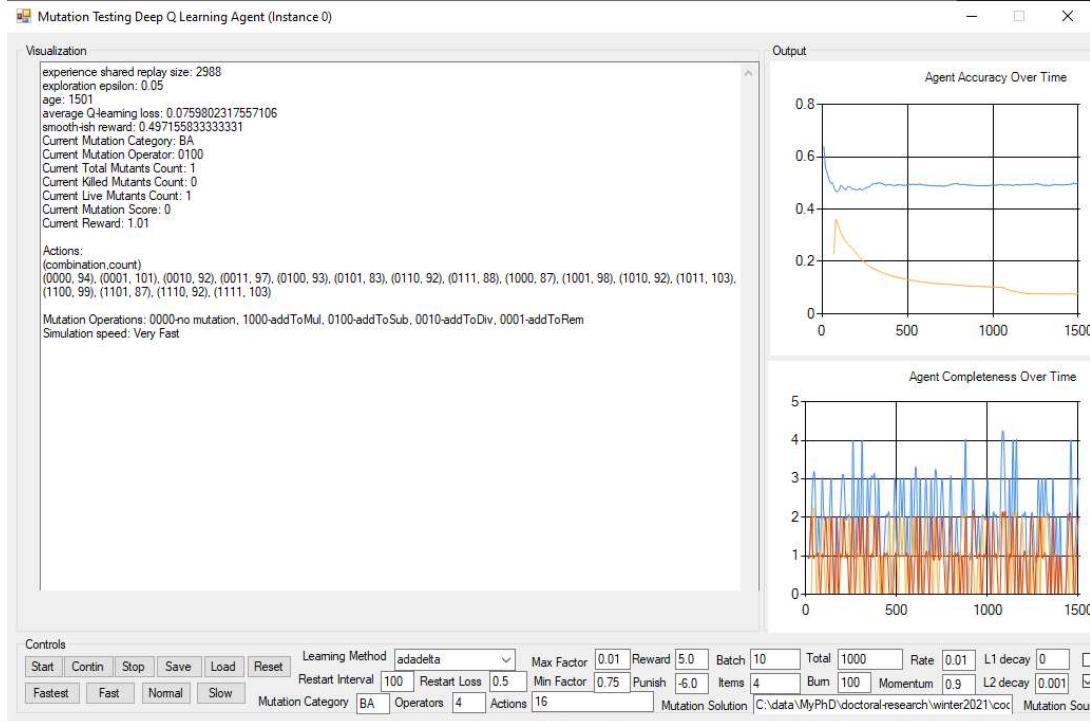 Mutation Testing Deep Q Learning Agent (Instance 0)
Visualization
experience shared replay size: 2988
exploration epsilon: 0.05
age: 1501
average Q-learning loss: 0.0759802317557106
smooth-ish reward: 0.497155833333331
Current Mutation Category: BA
Current Mutation Operator: 0100
Current Total Mutants Count: 1
Current Killed Mutants Count: 0
Current Live Mutants Count: 1
Current Mutation Score: 0
Current Reward: 1.01
Actions:
(combination,count)
(0000, 94), (0001, 101), (0010, 92), (0011, 97), (0100, 93), (0101, 83), (0110, 92), (0111, 88), (1000, 87), (1001, 98), (1010, 92), (1011, 103),
(1100, 99), (1101, 87), (1110, 92), (1111, 103)
Mutation Operations: 0000-no mutation, 1000-addToMul, 0100-addToSub, 0010-addToDiv, 0001-addToRem
Simulation speed: Very Fast
Output
Agent Accuracy Over Time
0.8
0.6
0.4
0.2
0
0 500 1000 1500
Agent Completeness Over Time
5
4
3
2
1
0
0 500 1000 1500
Controls
Start Contin Stop Save Load Reset Learning Method adadelta Max Factor 0.01 Reward 5.0 Batch 10 Total 1000 Rate 0.01 L1 decay 0
Fastest Fast Normal Slow Restart Interval 100 Restart Loss 0.5 Min Factor 0.75 Punish -6.0 Items 4 Burn 100 Momentum 0.9 L2 decay 0.001
Mutation Category BA Operators 4 Actions 16 Mutation Solution C:\data\MyPhD\doctoral-research\winter2021\coc Mutation Sou